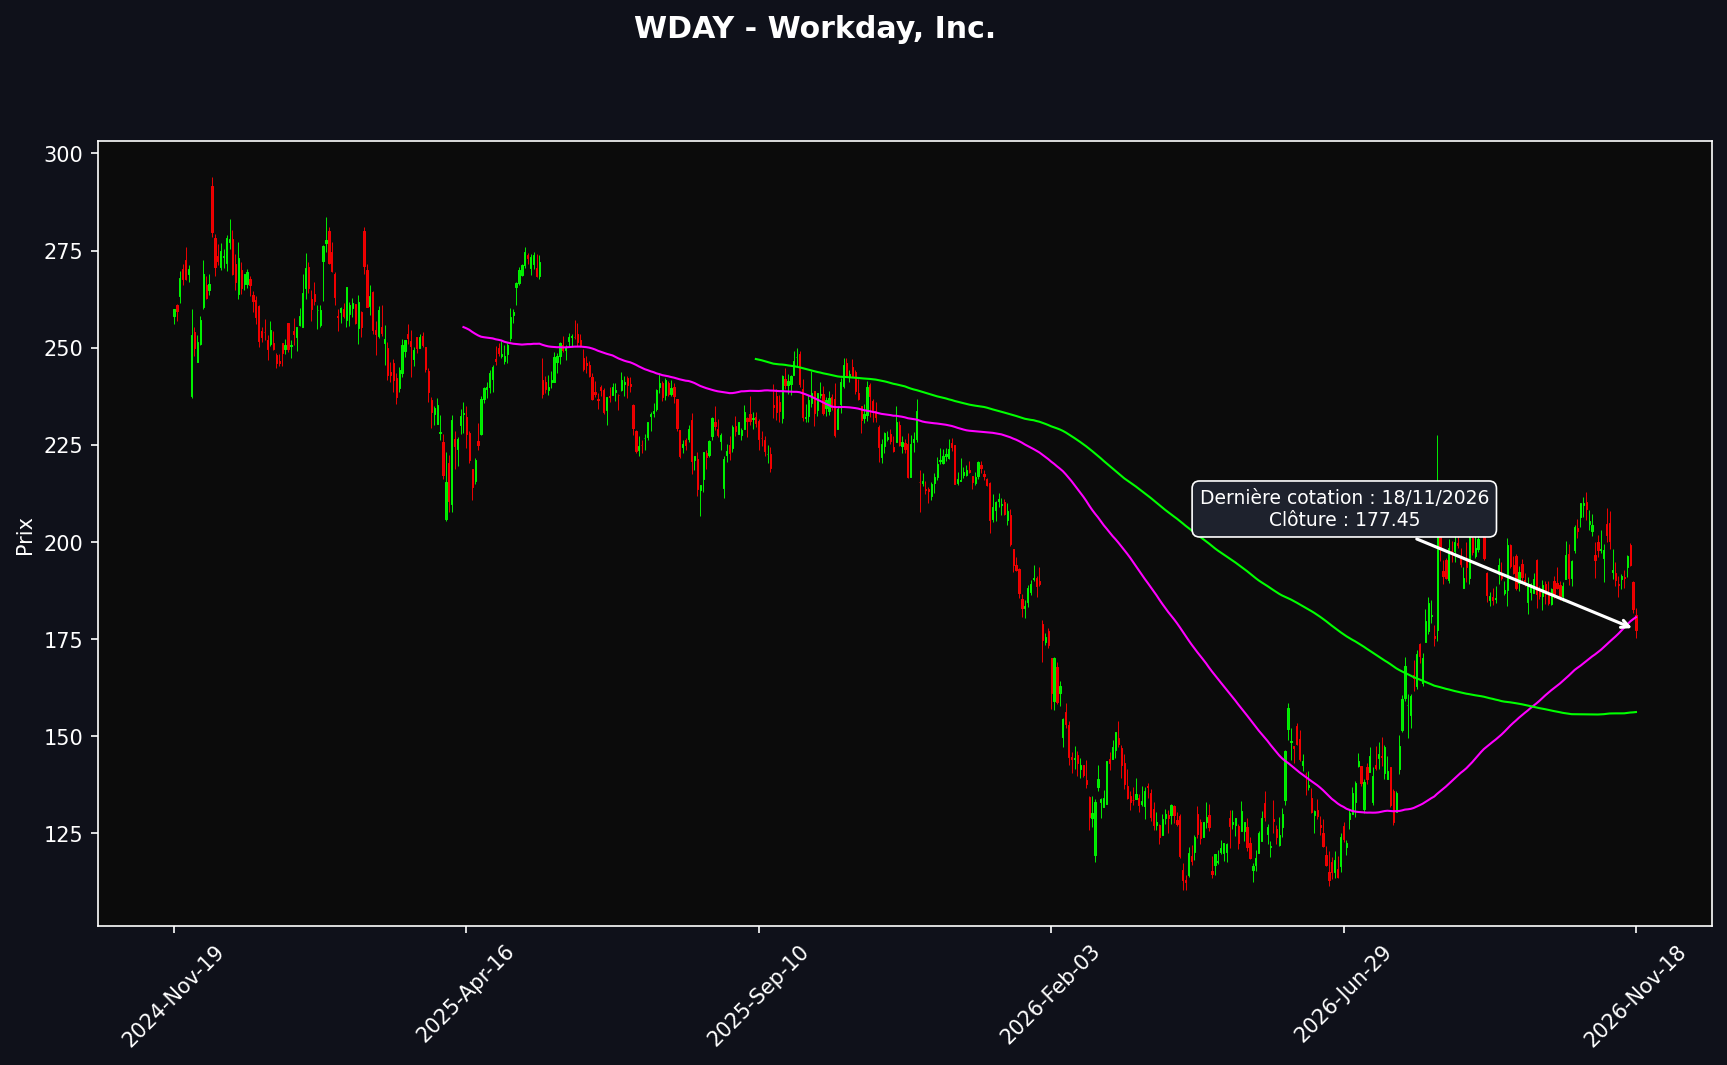 WDAY - Workday, Inc.
Prix
300
275
250
225
200
175
150
125
Dernière cotation : 18/11/2026
Clôture : 177.45
2024-Nov-19
2025-Apr-16
2025-Sep-10
2026-Feb-03
2026-Jun-29
2026-Nov-18